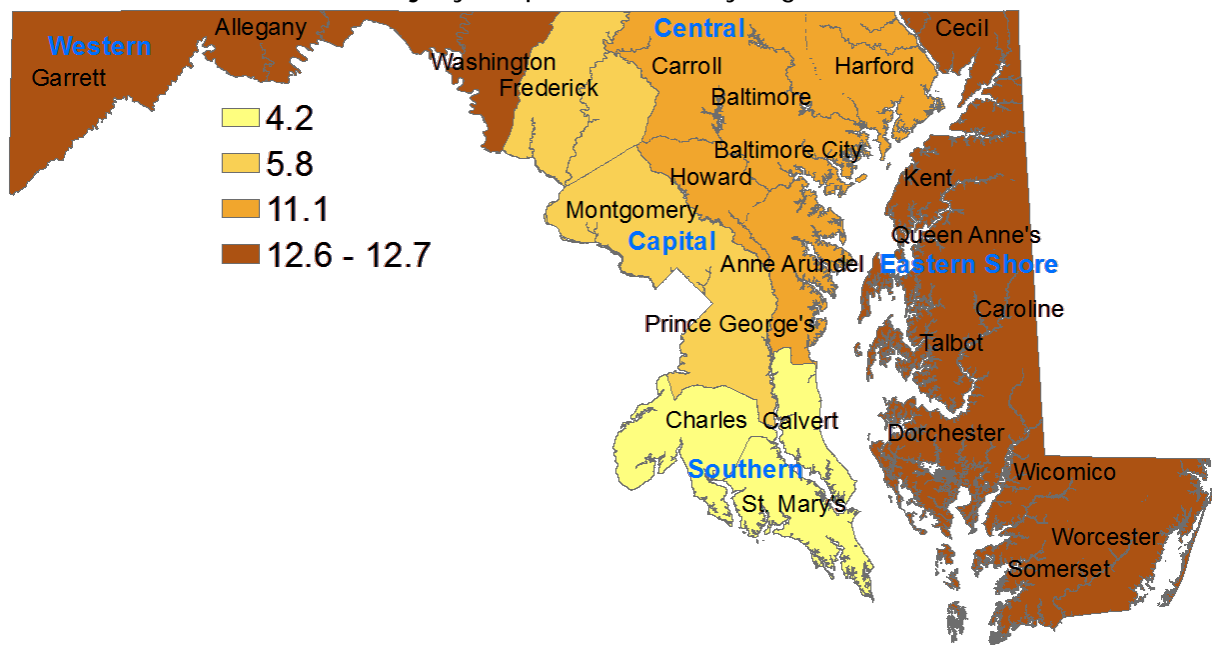 Western
Allegany
Garrett
Washington
Frederick
Central
Carroll
Baltimore
Harford
Cecil
Baltimore City
Howard
Kent
Montgomery
Capital
Anne Arundel
Queen Anne's
Eastern Shore
Caroline
Prince George's
Talbot
Charles
Calvert
Dorchester
Southern
St. Mary's
Wicomico
Worcester
Somerset
4.2
5.8
11.1
12.6 - 12.7